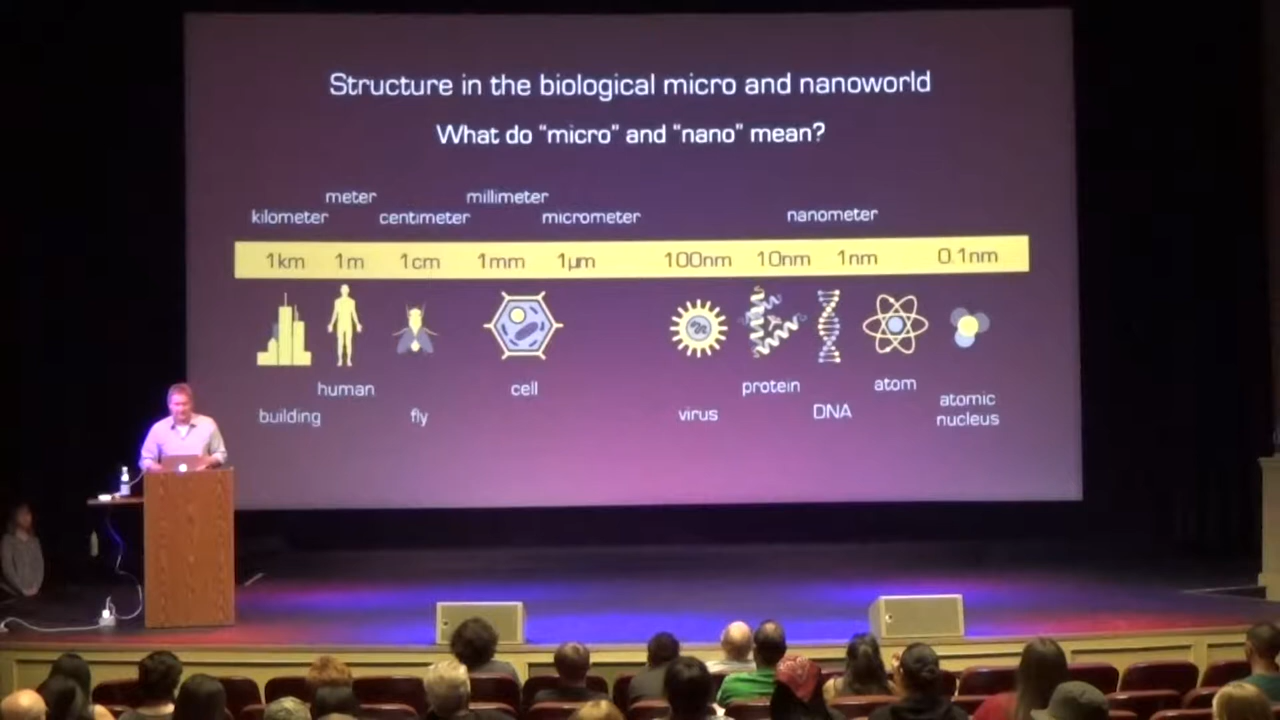 Structure in the biological micro and nanoworld
What do “micro” and “nano” mean?
meter millimeter
kilometer centimeter micrometer nanometer
1km 1m 1cm 1mm 1µm 100nm 10nm 1nm 0.1nm
human cell protein atom
building fly virus DNA atomic
nucleus